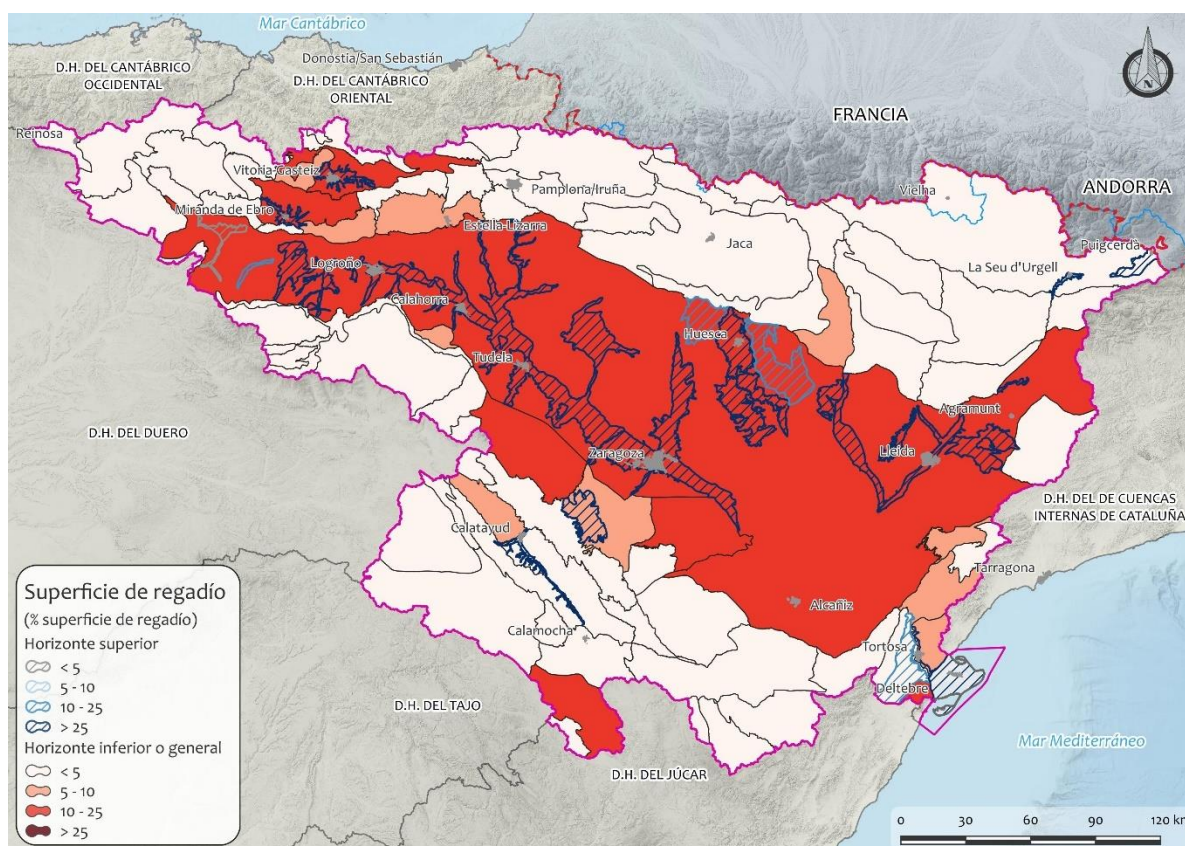 Mar Cantábrico
Donostia/San Sebastián
D.H. DEL CANTÁBRICO
OCCIDENTAL
D.H. DEL CANTÁBRICO
ORIENTAL
FRANCIA
N
Reinosa
Vitoria-Gasteiz
Pamplona/Iruña
Vielha
ANDORRA
Miranda de Ebro
Estella-Lizarra
Jaca
Puigcerdà
La Seu d'Urgell
Logroño
Calahorra
Huesca
Tudela
Agramunt
D.H. DEL DUERO
Zaragoza
Lleida
D.H. DEL DE CUENCAS
INTERNAS DE CATALUÑA
Calatayud
Tarragona
Alcañiz
Calamocha
Tortosa
Deltebre
D.H. DEL TAJO
Mar Mediterráneo
D.H. DEL JÚCAR
Superficie de regadío
(% superficie de regadío)
Horizonte superior
< 5
5 - 10
10 - 25
> 25
Horizonte inferior o general
< 5
5 - 10
10 - 25
> 25
0 30 60 90 120 km